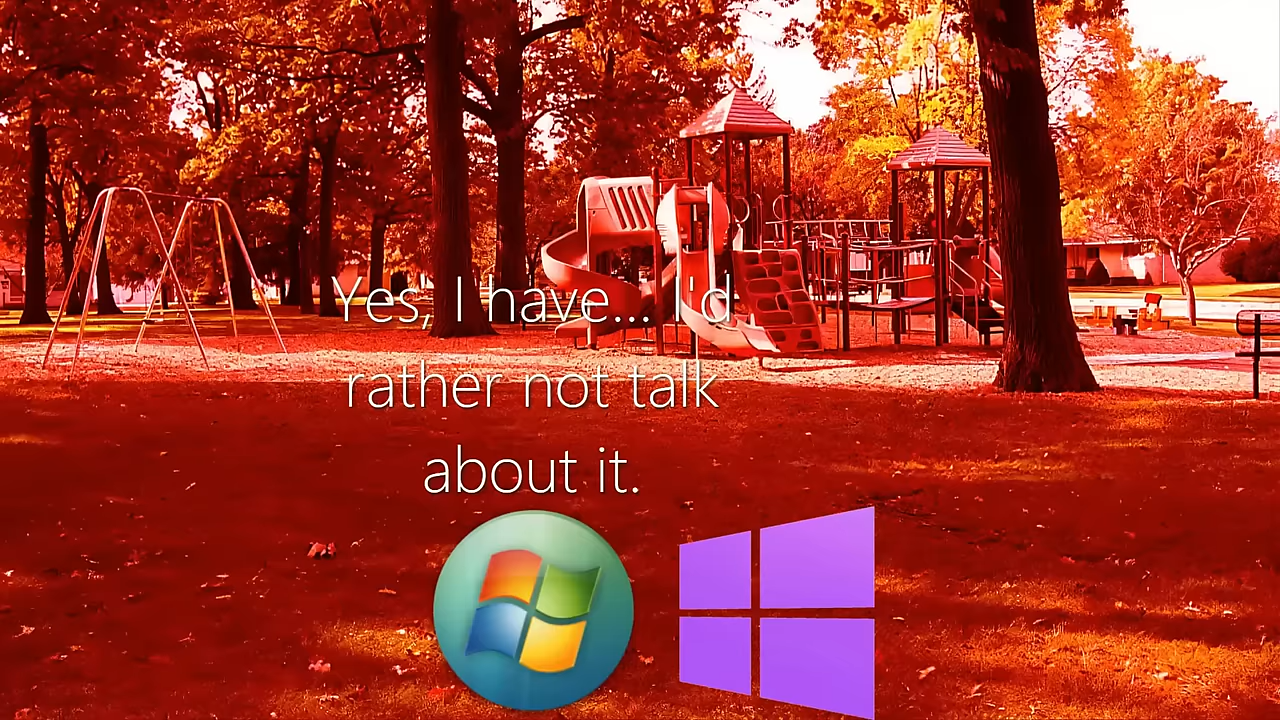 Yes, I have... I'd
rather not talk
about it.